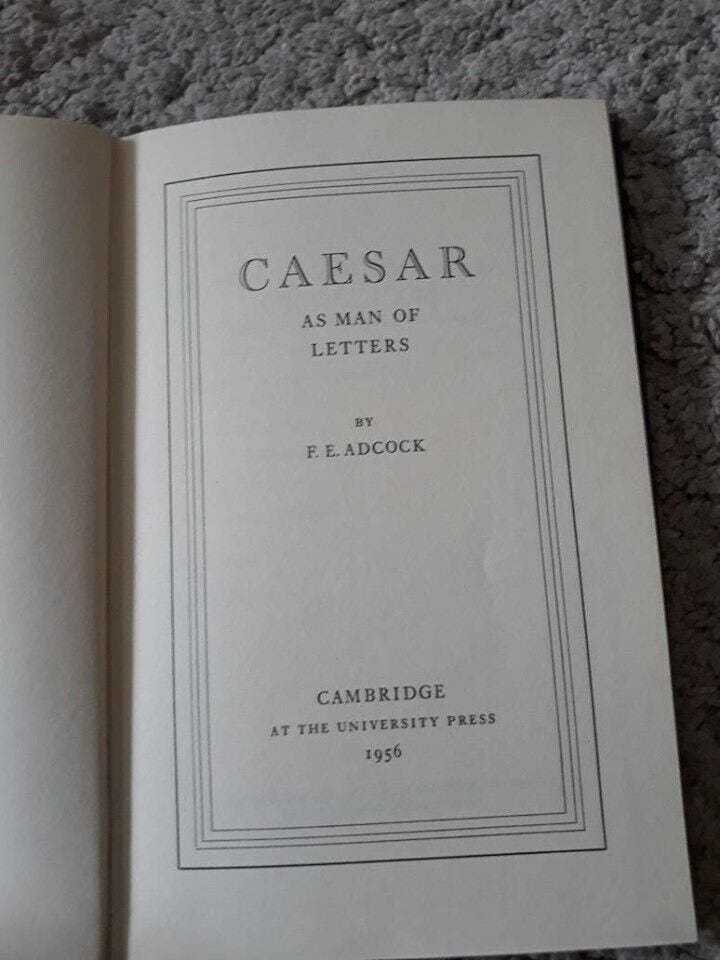 CAESAR
AS MAN OF
LETTERS
BY
F. E. ADCOCK
CAMBRIDGE
AT THE UNIVERSITY PRESS
1956